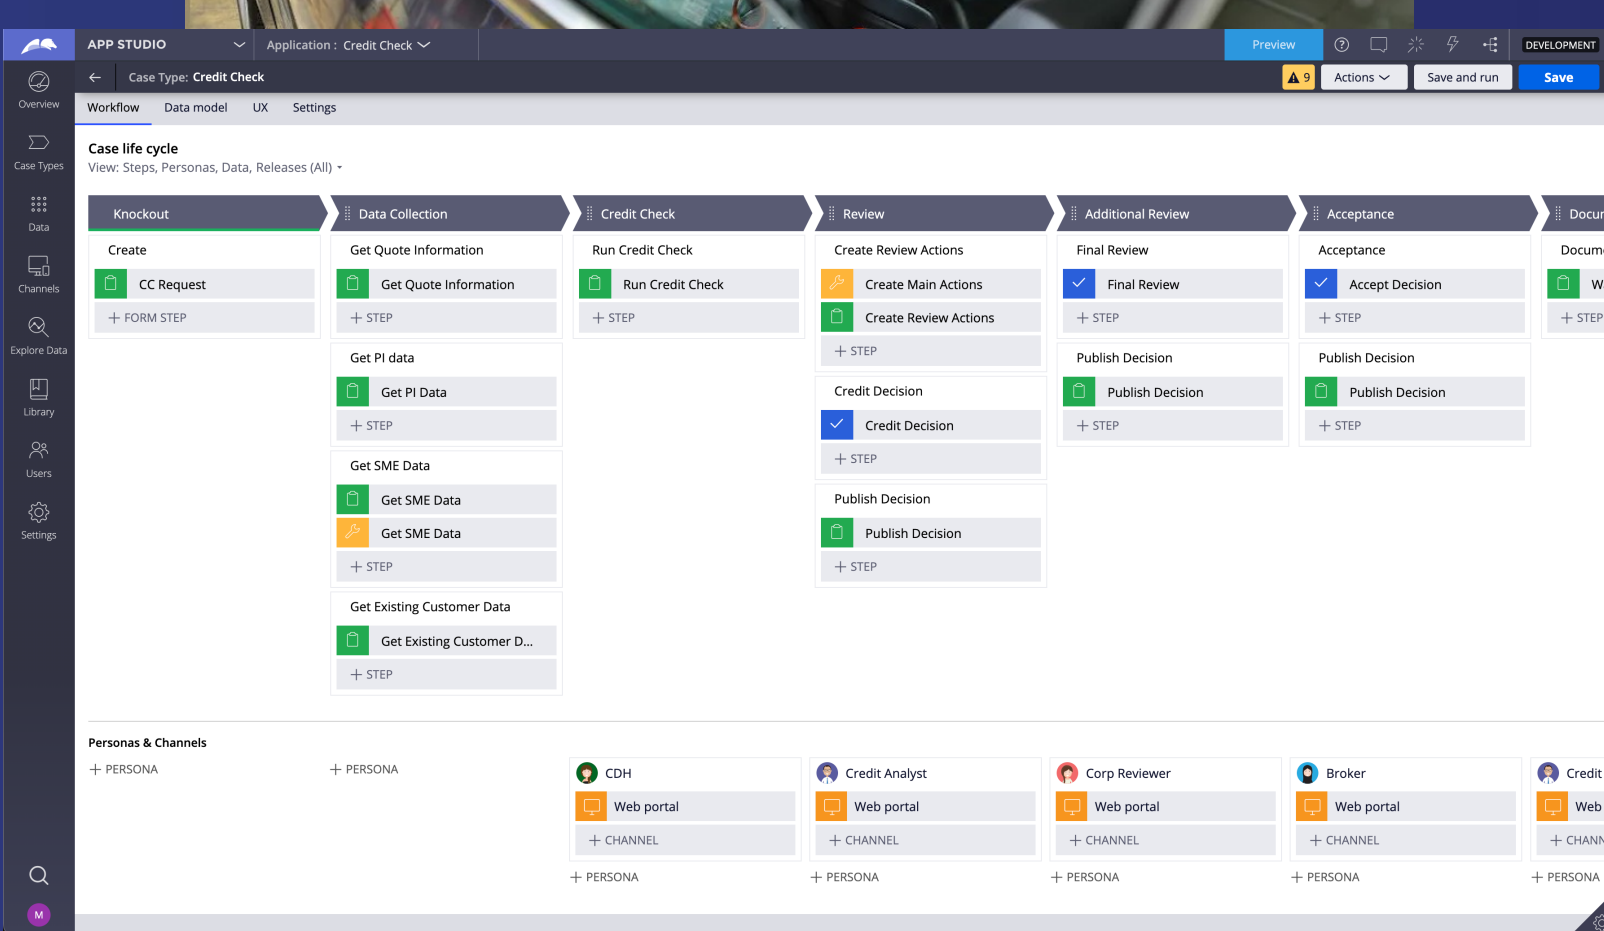 APP STUDIO
Application : Credit Check
Preview
DEVELOPMENT
Case Type: Credit Check
9
Actions
Save and run
Save
Overview
Case Types
Data
Channels
Explore Data
Library
Users
Settings
M
Workflow
Data model
UX
Settings
Case life cycle
View: Steps, Personas, Data, Releases (All)
Knockout
Create
CC Request
+ FORM STEP
Data Collection
Get Quote Information
Get Quote Information
+ STEP
Get PI data
Get PI Data
+ STEP
Get SME Data
Get SME Data
Get SME Data
+ STEP
Get Existing Customer Data
Get Existing Customer D...
+ STEP
Credit Check
Run Credit Check
Run Credit Check
+ STEP
Review
Create Review Actions
Create Main Actions
Create Review Actions
+ STEP
Credit Decision
Credit Decision
+ STEP
Publish Decision
Publish Decision
+ STEP
Additional Review
Final Review
Final Review
+ STEP
Publish Decision
Publish Decision
+ STEP
Acceptance
Acceptance
Accept Decision
+ STEP
Publish Decision
Publish Decision
+ STEP
Docum
Docum
W
+ STEP
Personas & Channels
+ PERSONA
+ PERSONA
CDH
Web portal
+ CHANNEL
+ PERSONA
Credit Analyst
Web portal
+ CHANNEL
+ PERSONA
Corp Reviewer
Web portal
+ CHANNEL
+ PERSONA
Broker
Web portal
+ CHANNEL
+ PERSONA
Credit
Web
+ CHANN
+ PERSONA